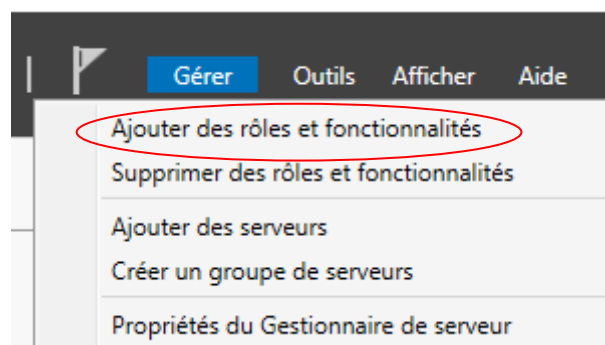 Gérer Outils Afficher Aide
Ajouter des rôles et fonctionnalités
Supprimer des rôles et fonctionnalités
Ajouter des serveurs
Créer un groupe de serveurs
Propriétés du Gestionnaire de serveur